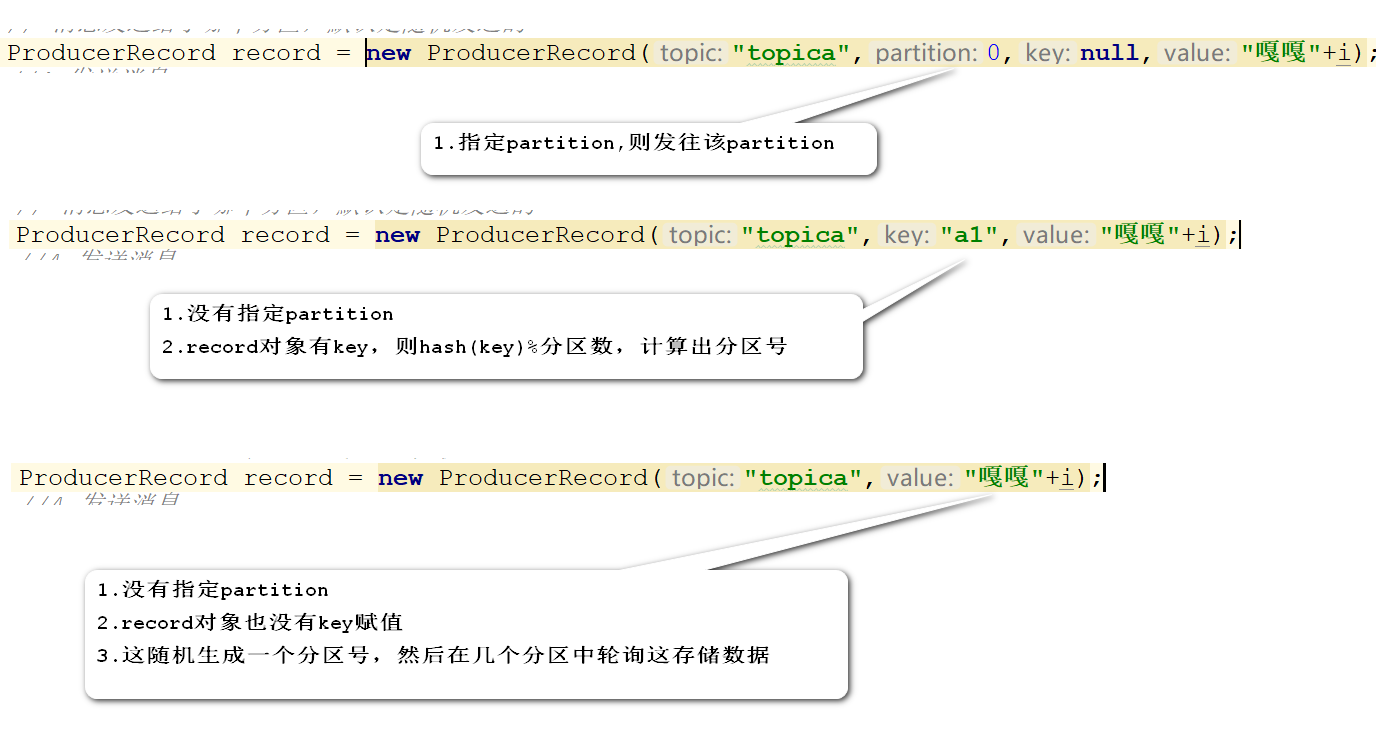 ProducerRecord record = new ProducerRecord( topic: "topica", partition: 0, key: null, value: "嘎嘎"+i);
1.指定partition,则发往该partition
ProducerRecord record = new ProducerRecord( topic: "topica", key: "a1", value: "嘎嘎"+i);
1.没有指定partition
2.record对象有key，则hash(key)%分区数，计算出分区号
ProducerRecord record = new ProducerRecord( topic: "topica", value: "嘎嘎"+i);
1.没有指定partition
2.record对象也没有key赋值
3.这随机生成一个分区号，然后在几个分区中轮询这存储数据